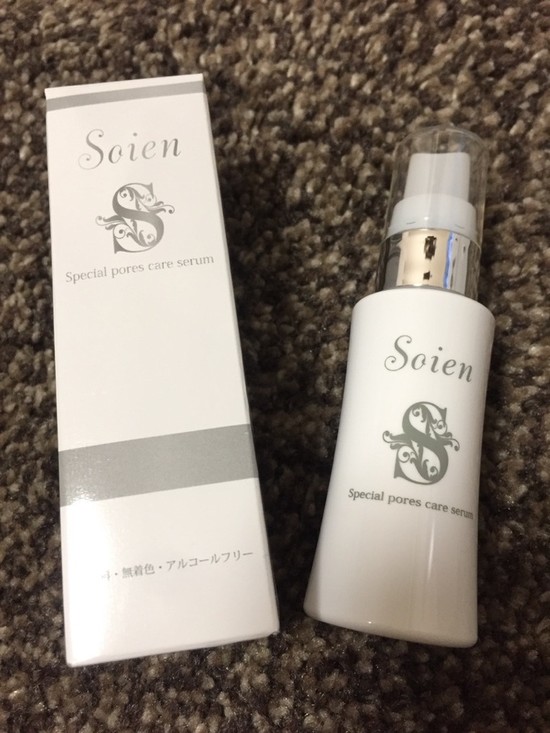 Soien
S
Special pores care serum
・無着色・アルコールフリー
Soien
S
Special pores care serum